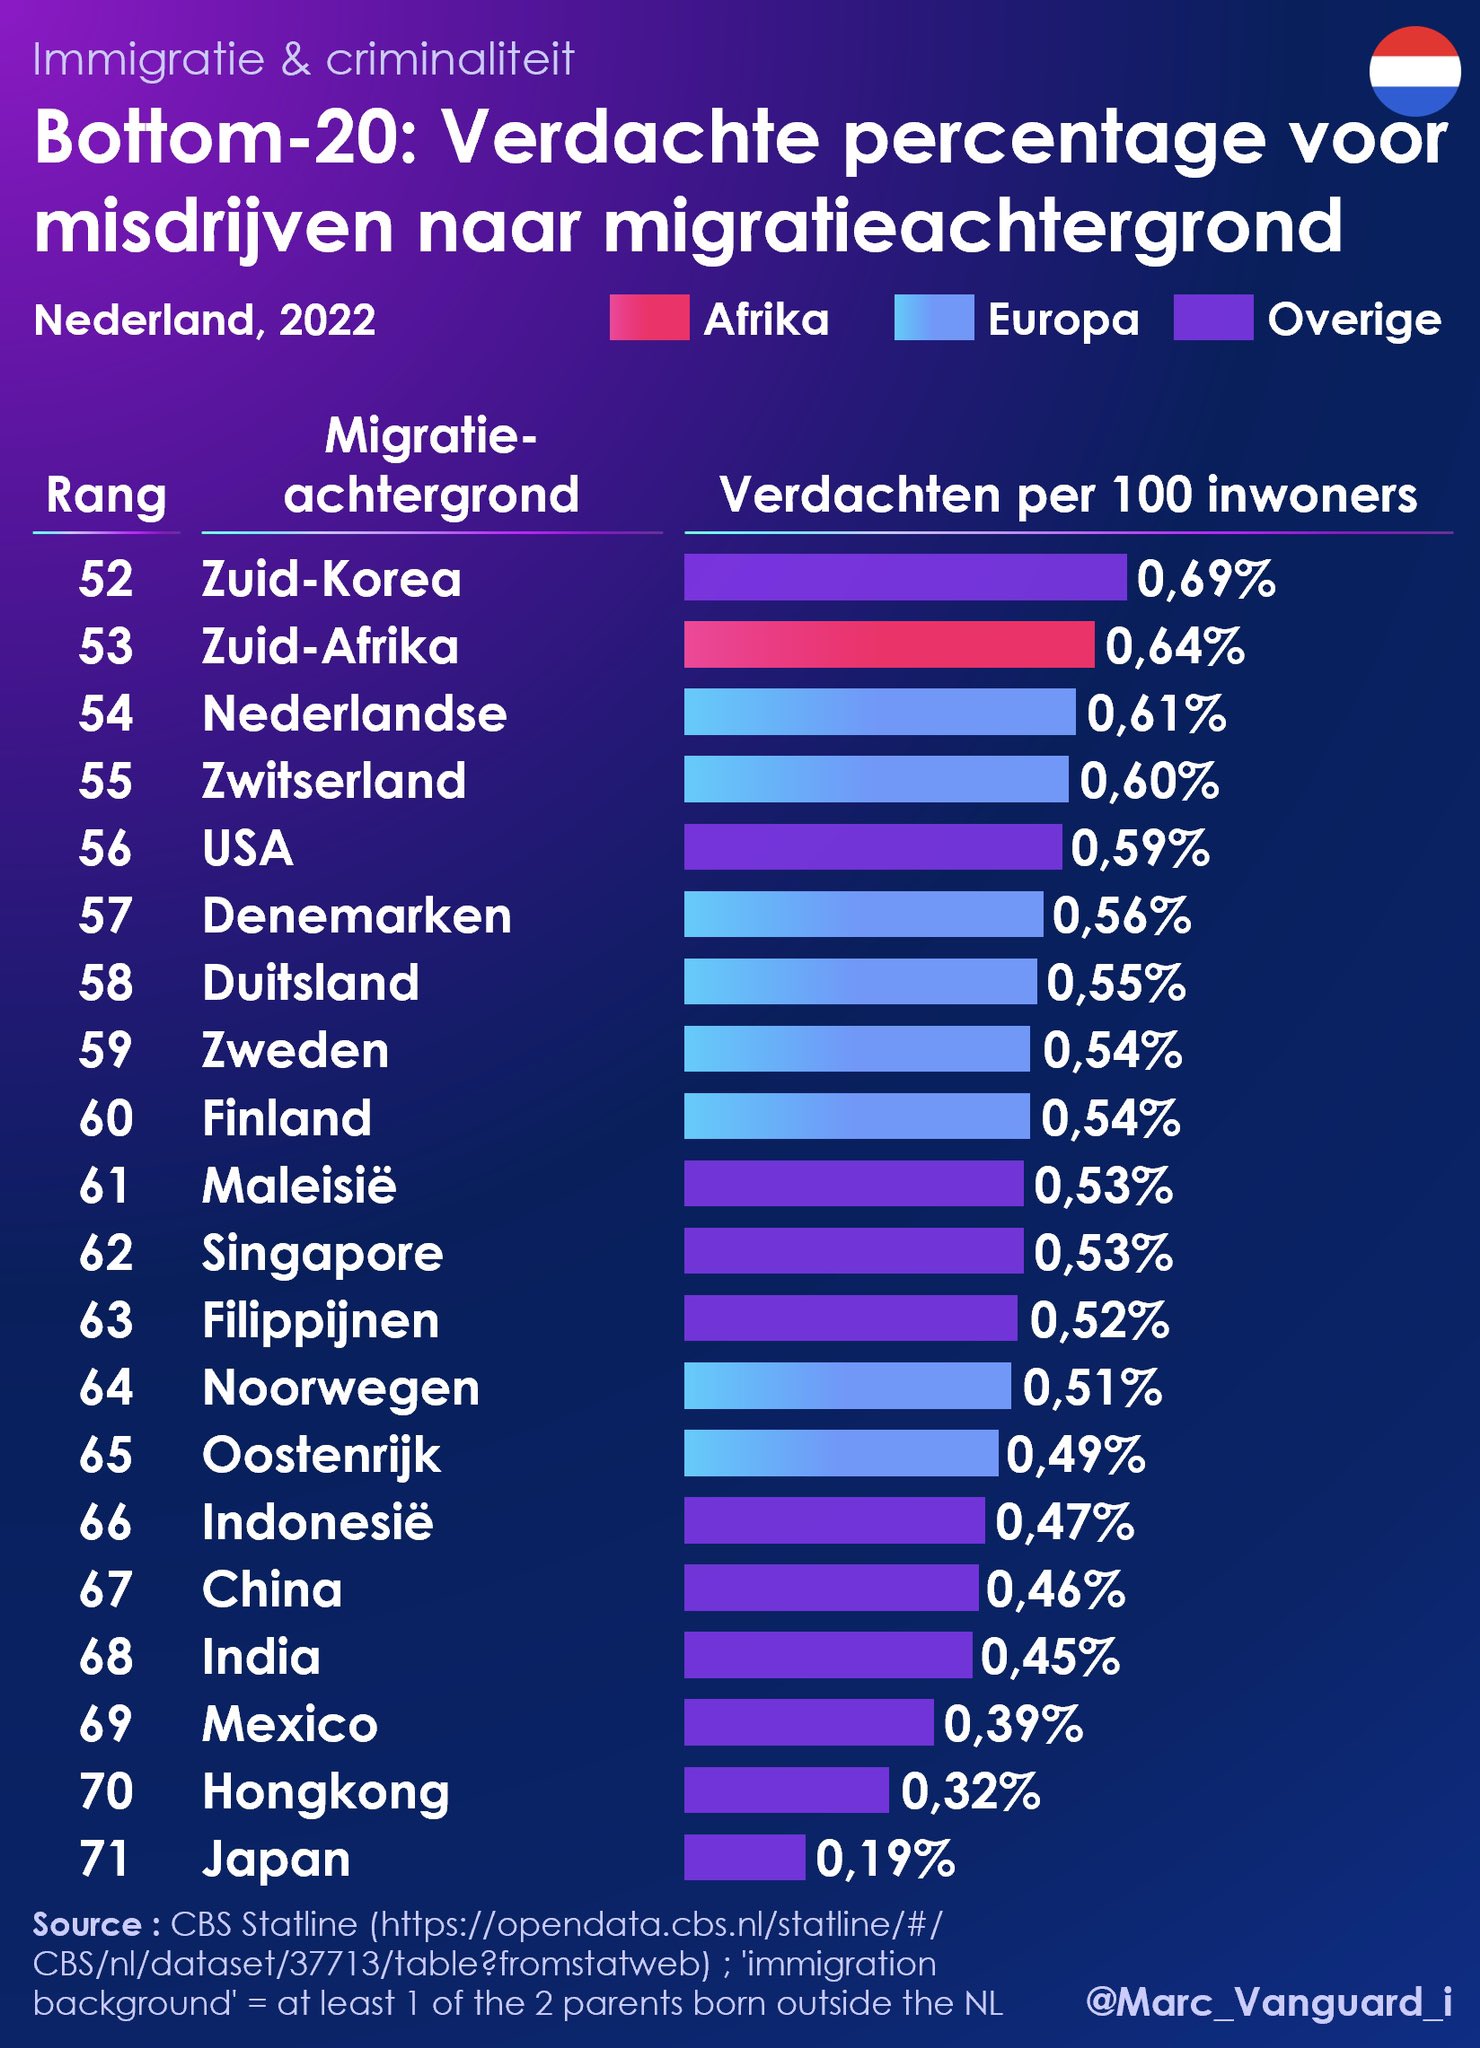 Immigratie & criminaliteit
Bottom-20: Verdachte percentage voor
misdrijven naar migratieachtergrond
Nederland, 2022
Afrika
Europa
Overige
Rang
Migratie-
achtergrond
Verdachten per 100 inwoners
52 Zuid-Korea 0,69%
53 Zuid-Afrika 0,64%
54 Nederlandse 0,61%
55 Zwitserland 0,60%
56 USA 0,59%
57 Denemarken 0,56%
58 Duitsland 0,55%
59 Zweden 0,54%
60 Finland 0,54%
61 Maleisië 0,53%
62 Singapore 0,53%
63 Filippijnen 0,52%
64 Noorwegen 0,51%
65 Oostenrijk 0,49%
66 Indonesië 0,47%
67 China 0,46%
68 India 0,45%
69 Mexico 0,39%
70 Hongkong 0,32%
71 Japan 0,19%
Source : CBS Statline (https://opendata.cbs.nl/statline/#/
CBS/nl/dataset/37713/table?fromstatweb) ; 'immigration
background' = at least 1 of the 2 parents born outside the NL
@Marc_Vanguard_i